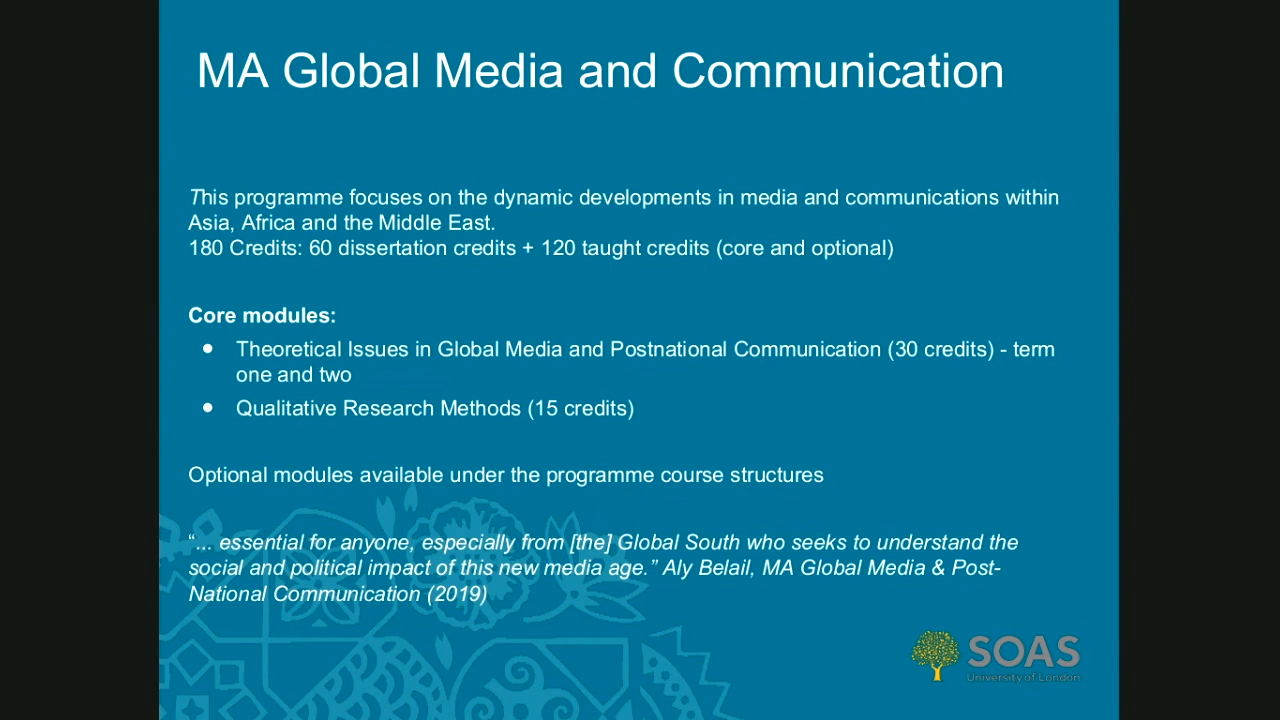 MA Global Media and Communication
This programme focuses on the dynamic developments in media and communications within
Asia, Africa and the Middle East.
180 Credits: 60 dissertation credits + 120 taught credits (core and optional)
Core modules:
● Theoretical Issues in Global Media and Postnational Communication (30 credits) - term
one and two
● Qualitative Research Methods (15 credits)
Optional modules available under the programme course structures
“... essential for anyone, especially from [the] Global South who seeks to understand the
social and political impact of this new media age.” Aly Belail, MA Global Media & Post-
National Communication (2019)
SOAS
University of London